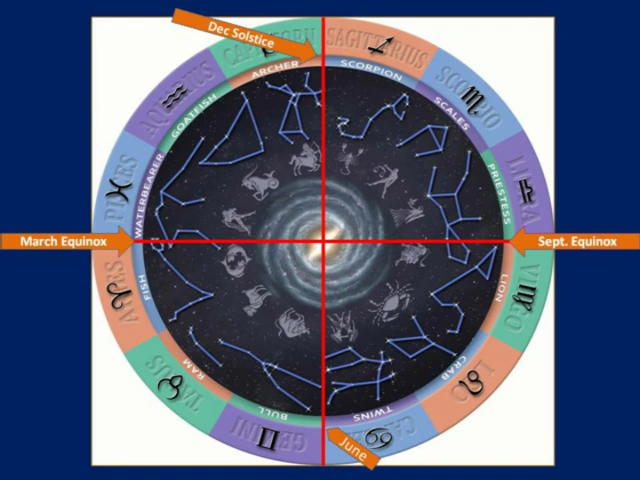 Dec Solstice
CAPRICORN
SAGITTARIUS
ARCHER
SCORPION
SCORPIO
AQUARIUS
GOATFISH
SCALES
LIBRA
PISCES
WATERBEARER
PRIESTESS
March Equinox
Sept. Equinox
ARIES
FISH
LION
VIRGO
TAURUS
RAM
CRAB
LEO
GEMINI
BULL
TWINS
June